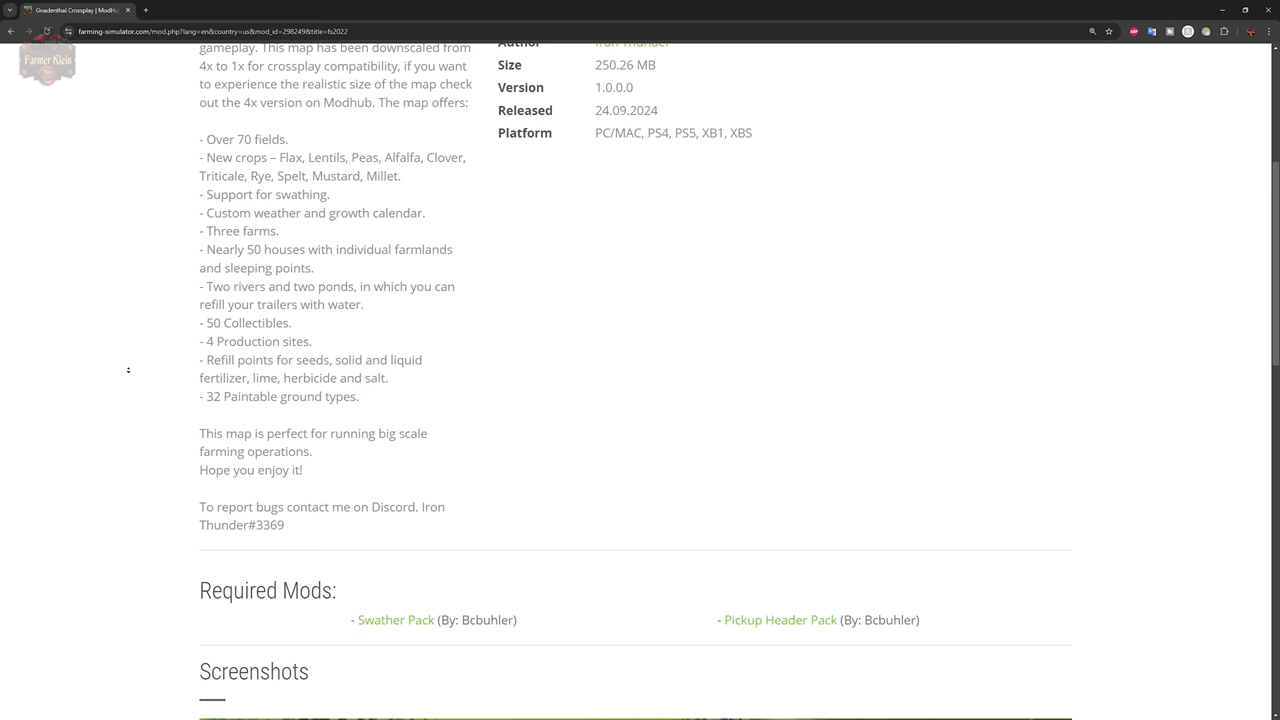 Gnadenthal Crossplay | ModHu
farming-simulator.com/mod.php?lang=en&country=us&mod_id=298249&title=fs2022
Farmer Klein
gameplay. This map has been downscaled from
4x to 1x for crossplay compatibility, if you want
to experience the realistic size of the map check
out the 4x version on Modhub. The map offers:
- Over 70 fields.
- New crops – Flax, Lentils, Peas, Alfalfa, Clover,
Triticale, Rye, Spelt, Mustard, Millet.
- Support for swathing.
- Custom weather and growth calendar.
- Three farms.
- Nearly 50 houses with individual farmlands
and sleeping points.
- Two rivers and two ponds, in which you can
refill your trailers with water.
- 50 Collectibles.
- 4 Production sites.
- Refill points for seeds, solid and liquid
fertilizer, lime, herbicide and salt.
- 32 Paintable ground types.
This map is perfect for running big scale
farming operations.
Hope you enjoy it!
To report bugs contact me on Discord. Iron
Thunder#3369
Author Iron Thunder
Size 250.26 MB
Version 1.0.0.0
Released 24.09.2024
Platform PC/MAC, PS4, PS5, XB1, XBS
Required Mods:
- Swather Pack (By: Bcbuhler) - Pickup Header Pack (By: Bcbuhler)
Screenshots